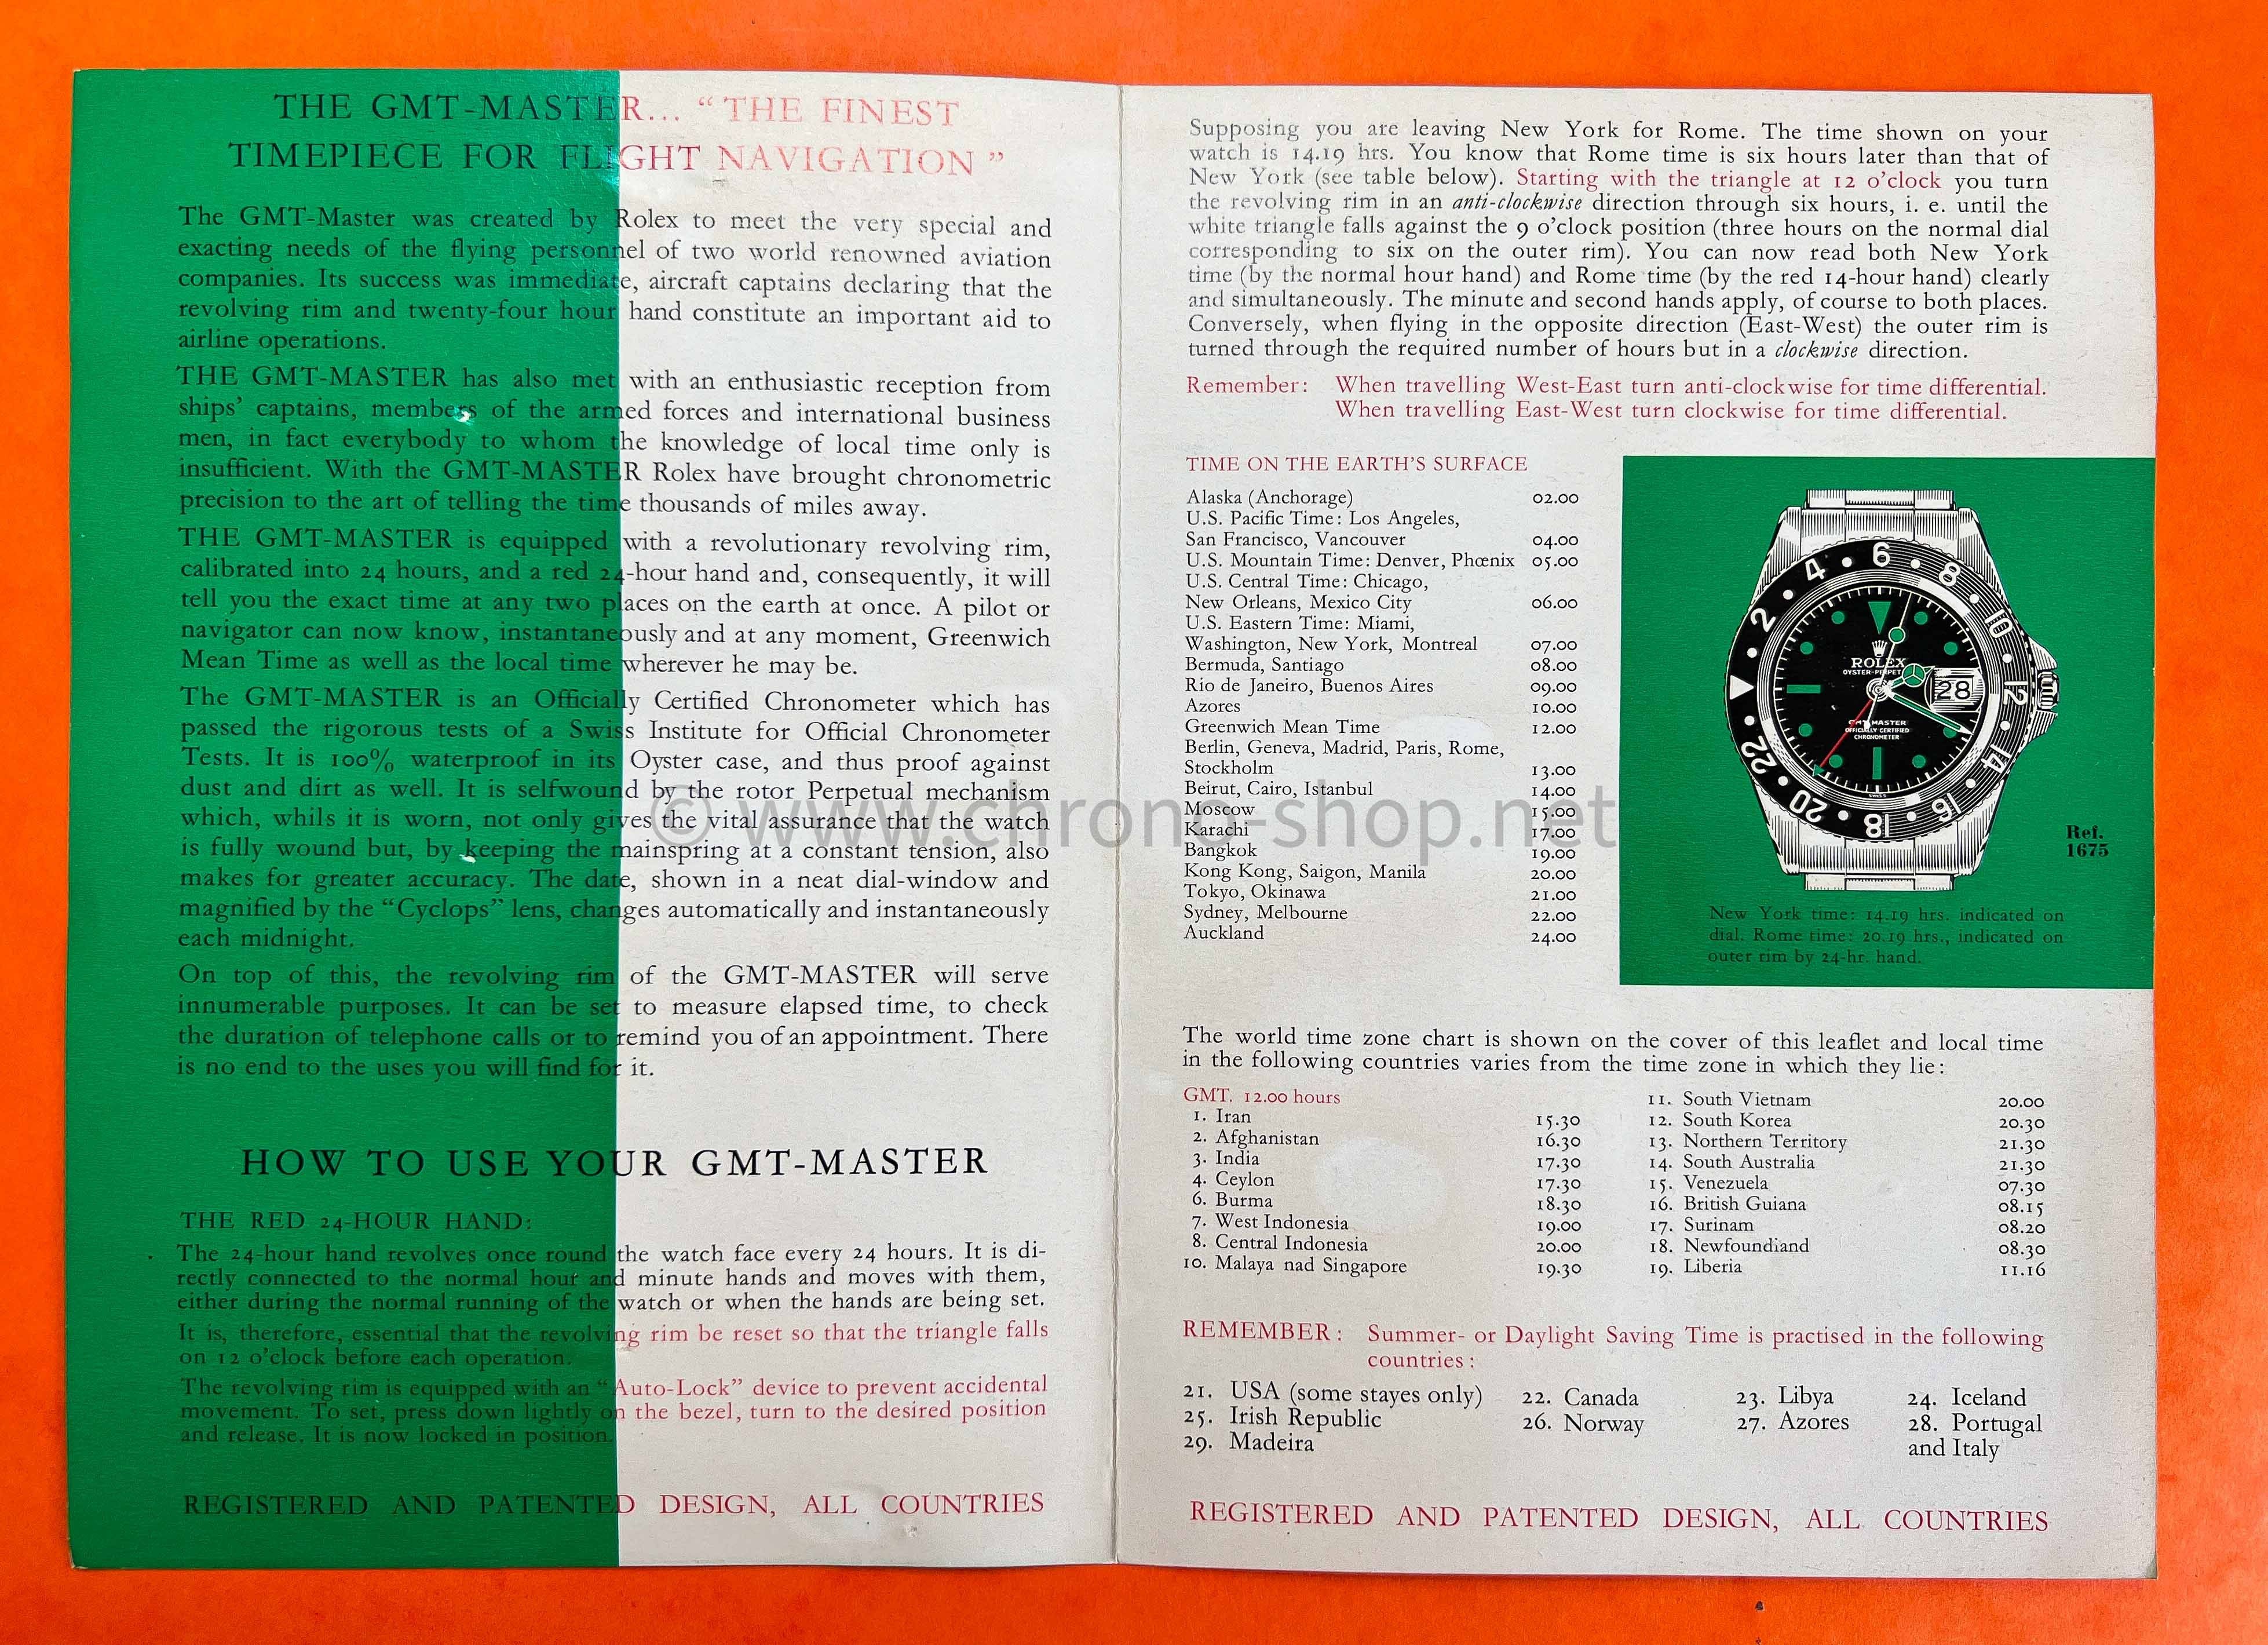 THE GMT-MASTER... “THE FINEST
TIMEPIECE FOR FLIGHT NAVIGATION”
The GMT-Master was created by Rolex to meet the very special and
exacting needs of the flying personnel of two world renowned aviation
companies. Its success was immediate, aircraft captains declaring that the
revolving rim and twenty-four hour hand constitute an important aid to
airline operations.
THE GMT-MASTER has also met with an enthusiastic reception from
ships’ captains, members of the armed forces and international business
men, in fact everybody to whom the knowledge of local time only is
insufficient. With the GMT-MASTER Rolex have brought chronometric
precision to the art of telling the time thousands of miles away.
THE GMT-MASTER is equipped with a revolutionary revolving rim,
calibrated into 24 hours, and a red 24-hour hand and, consequently, it will
tell you the exact time at any two places on the earth at once. A pilot or
navigator can now know, instantaneously and at any moment, Greenwich
Mean Time as well as the local time wherever he may be.
The GMT-MASTER is an Officially Certified Chronometer which has
passed the rigorous tests of a Swiss Institute for Official Chronometer
Tests. It is 100% waterproof in its Oyster case, and thus proof against
dust and dirt as well. It is selfwound by the rotor Perpetual mechanism
which, whils it is worn, not only gives the vital assurance that the watch
is fully wound but, by keeping the mainspring at a constant tension, also
makes for greater accuracy. The date, shown in a neat dial-window and
magnified by the “Cyclops” lens, changes automatically and instantaneously
each midnight.
On top of this, the revolving rim of the GMT-MASTER will serve
innumerable purposes. It can be set to measure elapsed time, to check
the duration of telephone calls or to remind you of an appointment. There
is no end to the uses you will find for it.
HOW TO USE YOUR GMT-MASTER
THE RED 24-HOUR HAND:
The 24-hour hand revolves once round the watch face every 24 hours. It is di-
rectly connected to the normal hour and minute hands and moves with them,
either during the normal running of the watch or when the hands are being set.
It is, therefore, essential that the revolving rim be reset so that the triangle falls
on 12 o’clock before each operation.
The revolving rim is equipped with an “Auto-Lock” device to prevent accidental
movement. To set, press down lightly on the bezel, turn to the desired position
and release. It is now locked in position.
REGISTERED AND PATENTED DESIGN, ALL COUNTRIES
Supposing you are leaving New York for Rome. The time shown on your
watch is 14.19 hrs. You know that Rome time is six hours later than that of
New York (see table below). Starting with the triangle at 12 o’clock you turn
the revolving rim in an anti-clockwise direction through six hours, i. e. until the
white triangle falls against the 9 o’clock position (three hours on the normal dial
corresponding to six on the outer rim). You can now read both New York
time (by the normal hour hand) and Rome time (by the red 14-hour hand) clearly
and simultaneously. The minute and second hands apply, of course to both places.
Conversely, when flying in the opposite direction (East-West) the outer rim is
turned through the required number of hours but in a clockwise direction.
Remember: When travelling West-East turn anti-clockwise for time differential.
When travelling East-West turn clockwise for time differential.
TIME ON THE EARTH’S SURFACE
Alaska (Anchorage) 02.00
U.S. Pacific Time: Los Angeles,
San Francisco, Vancouver 04.00
U.S. Mountain Time: Denver, Phœnix 05.00
U.S. Central Time: Chicago,
New Orleans, Mexico City 06.00
U.S. Eastern Time: Miami,
Washington, New York, Montreal 07.00
Bermuda, Santiago 08.00
Rio de Janeiro, Buenos Aires 09.00
Azores 10.00
Greenwich Mean Time 12.00
Berlin, Geneva, Madrid, Paris, Rome,
Stockholm 13.00
Beirut, Cairo, Istanbul 14.00
Moscow 15.00
Karachi 17.00
Bangkok 19.00
Kong Kong, Saigon, Manila 20.00
Tokyo, Okinawa 21.00
Sydney, Melbourne 22.00
Auckland 24.00
2 4 6 8 10 12 14 16 18 20 22
ROLEX
OYSTER-PERPET
28
GMT MASTER
OFFICIALLY CERTIFIED
CHRONOMETER
SWISS
Ref.
1675
New York time: 14.19 hrs. indicated on
dial. Rome time: 20.19 hrs., indicated on
outer rim by 24-hr. hand.
The world time zone chart is shown on the cover of this leaflet and local time
in the following countries varies from the time zone in which they lie:
GMT. 12.00 hours
1. Iran 15.30
2. Afghanistan 16.30
3. India 17.30
4. Ceylon 17.30
6. Burma 18.30
7. West Indonesia 19.00
8. Central Indonesia 20.00
10. Malaya nad Singapore 19.30
11. South Vietnam 20.00
12. South Korea 20.30
13. Northern Territory 21.30
14. South Australia 21.30
15. Venezuela 07.30
16. British Guiana 08.15
17. Surinam 08.20
18. Newfoundland 08.30
19. Liberia 11.16
REMEMBER: Summer- or Daylight Saving Time is practised in the following
countries:
21. USA (some stayes only) 22. Canada 23. Libya 24. Iceland
25. Irish Republic 26. Norway 27. Azores 28. Portugal
29. Madeira and Italy
REGISTERED AND PATENTED DESIGN, ALL COUNTRIES
© www.chrono-shop.net